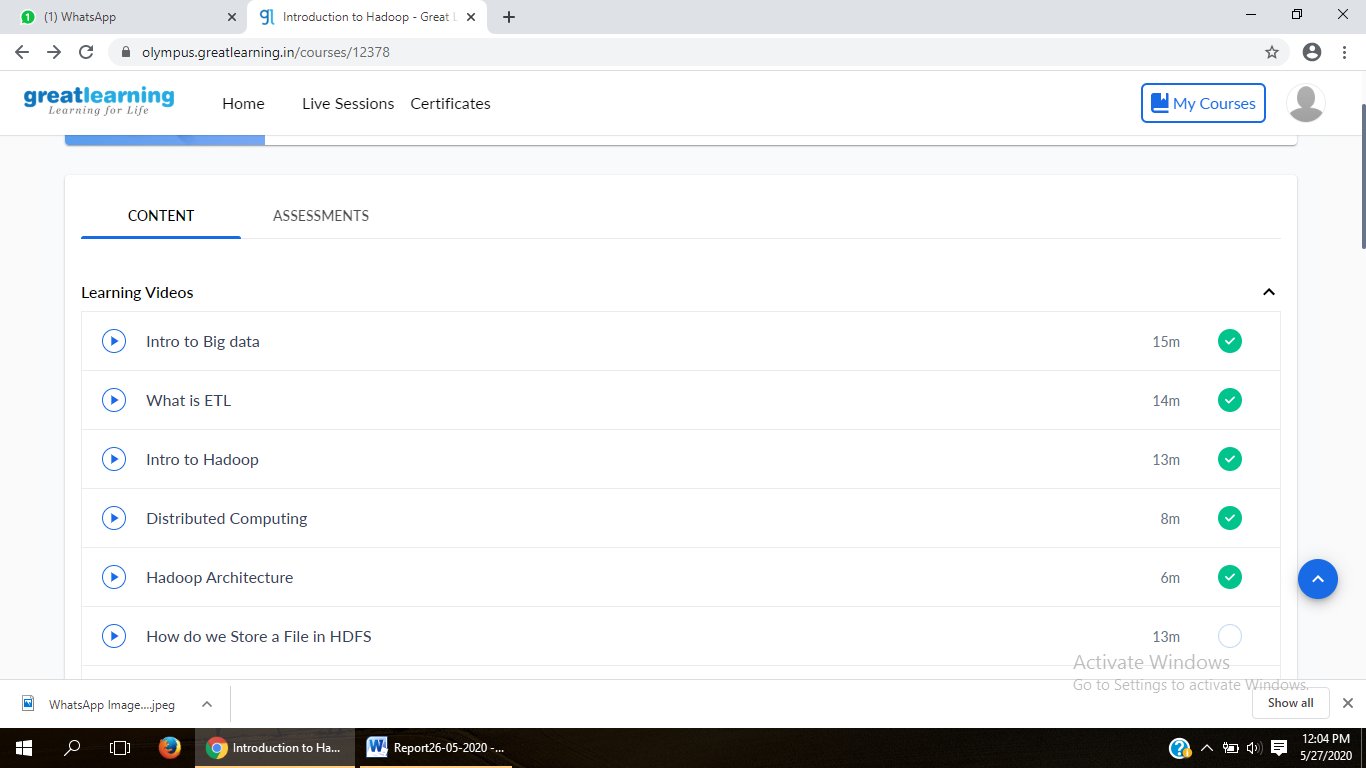 (1) WhatsApp
Introduction to Hadoop - Great L
olympus.greatlearning.in/courses/12378
greatlearning
Learning for Life
Home Live Sessions Certificates
My Courses
CONTENT ASSESSMENTS
Learning Videos
Intro to Big data 15m
What is ETL 14m
Intro to Hadoop 13m
Distributed Computing 8m
Hadoop Architecture 6m
How do we Store a File in HDFS 13m
Activate Windows
Go to Settings to activate Windows.
WhatsApp Image....jpeg
Show all
Introduction to Ha...
Report26-05-2020 -...
12:04 PM
5/27/2020